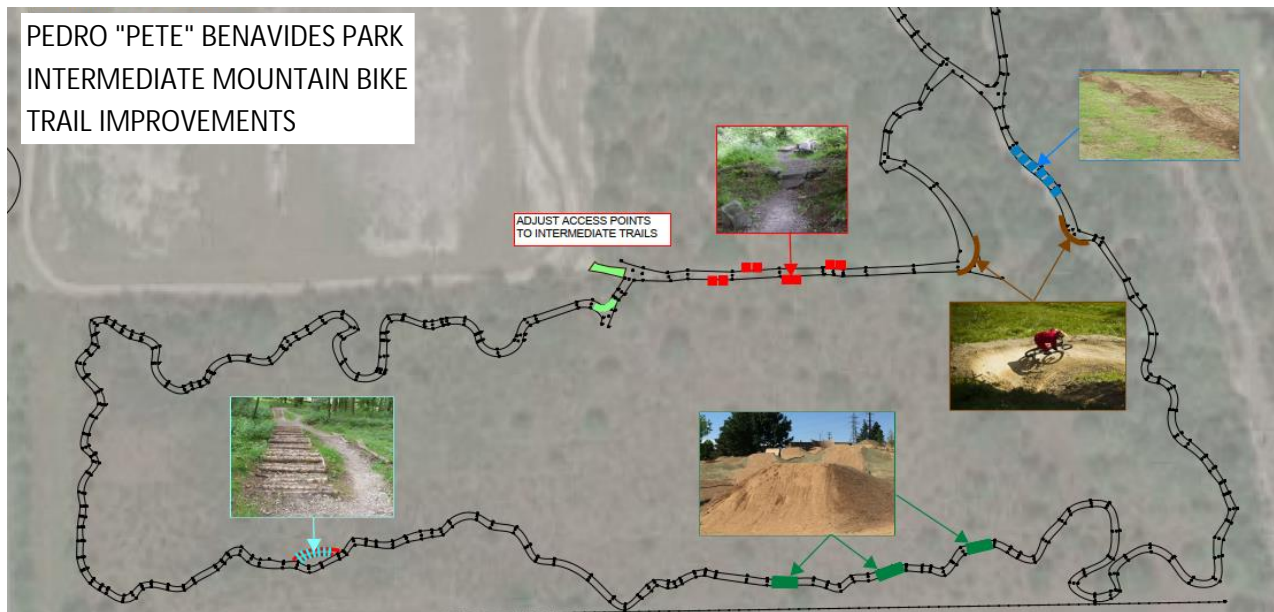 PEDRO "PETE" BENAVIDES PARK
INTERMEDIATE MOUNTAIN BIKE
TRAIL IMPROVEMENTS
ADJUST ACCESS POINTS
TO INTERMEDIATE TRAILS